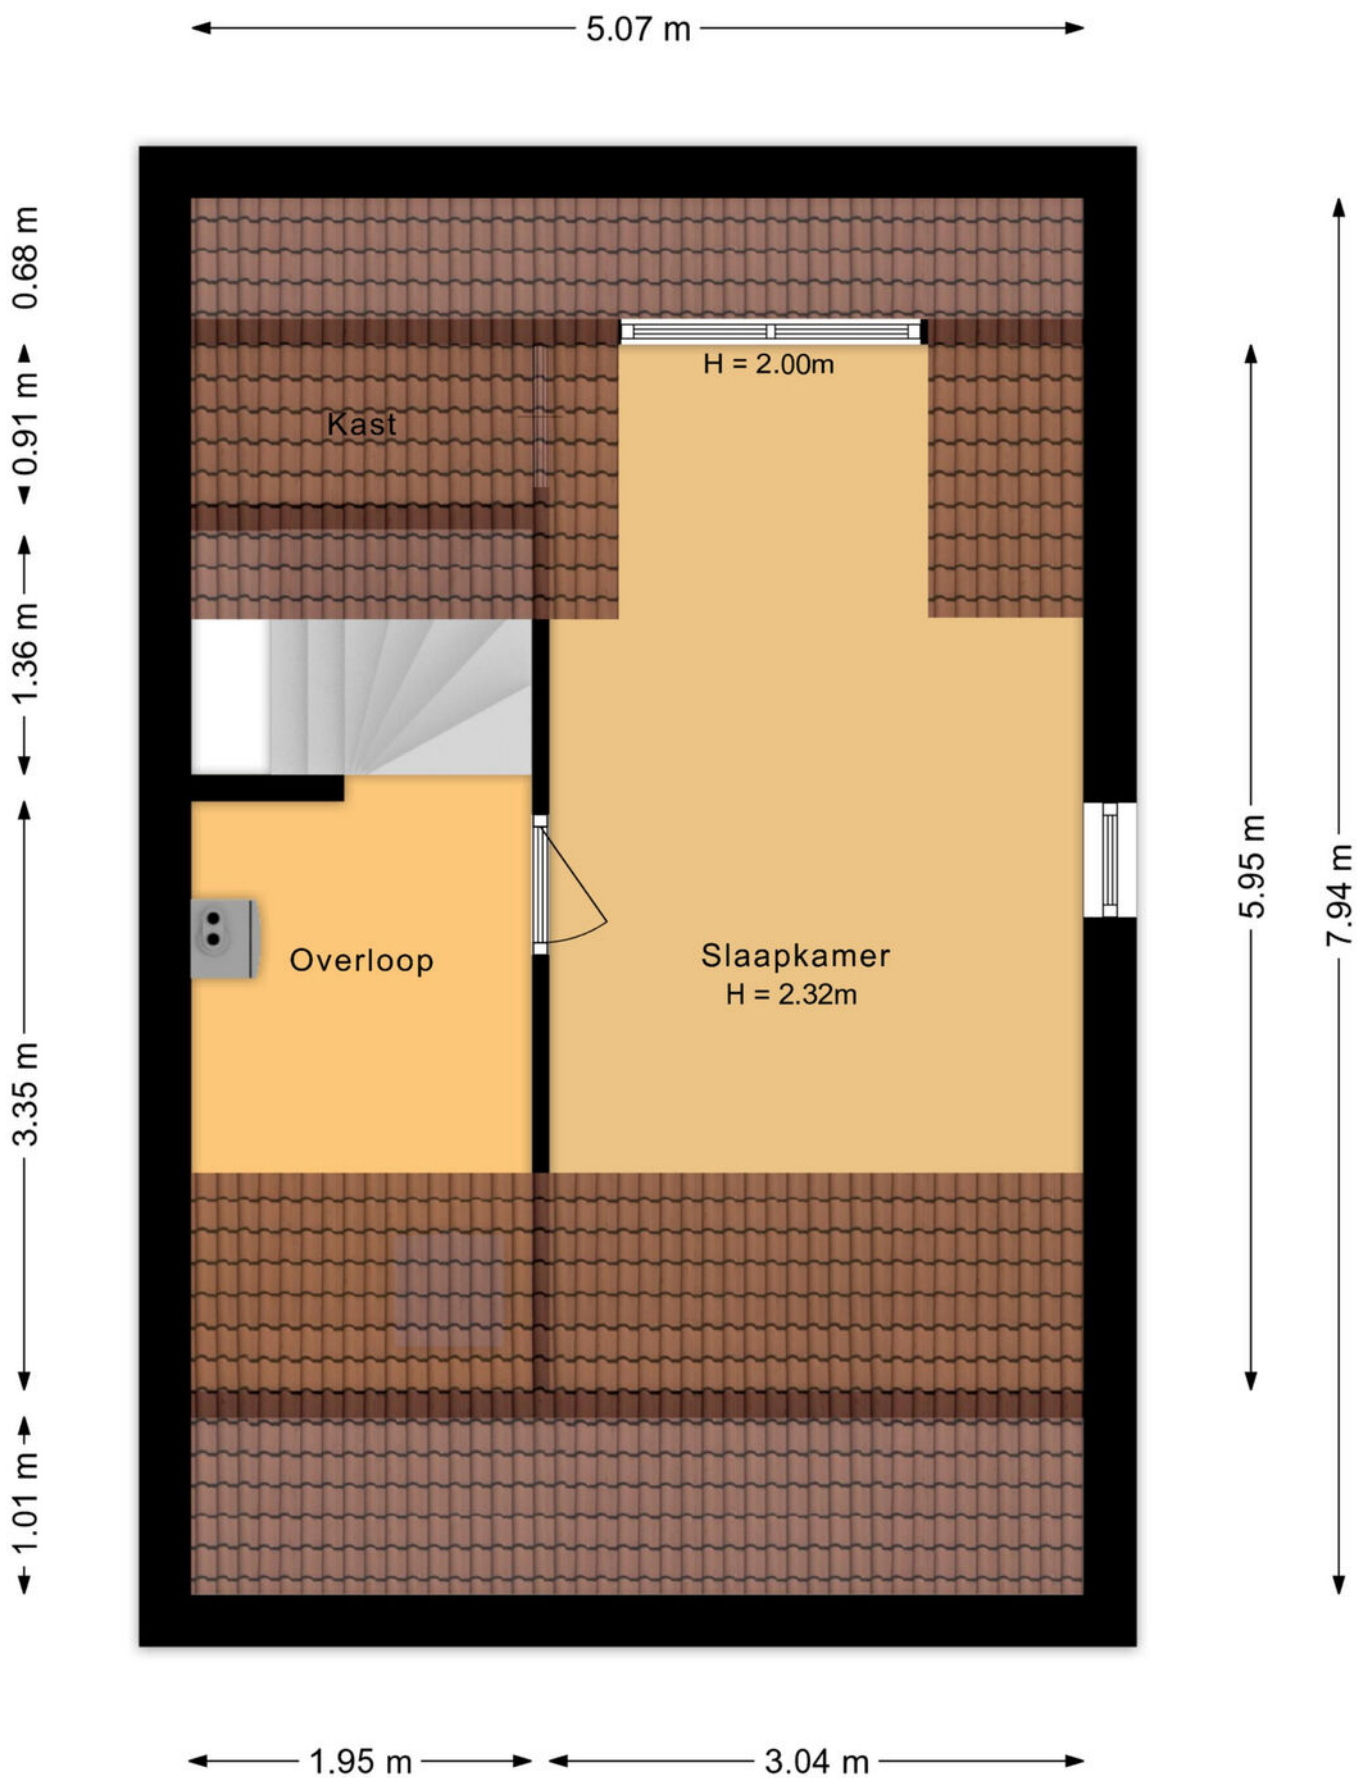 5.07 m
0.68 m
0.91 m
1.36 m
3.35 m
1.01 m
H = 2.00m
Kast
Overloop
Slaapkamer
H = 2.32m
5.95 m
7.94 m
1.95 m
3.04 m